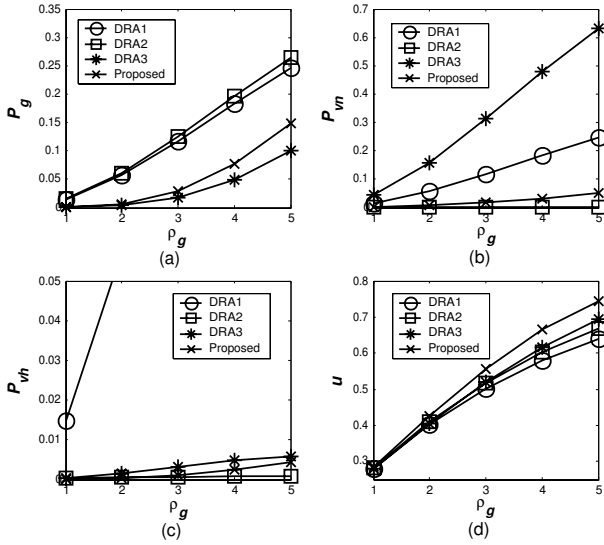 0.4
0.35
0.3
0.25
0.2
0.15
0.1
0.05
0
1 2 3 4 5
P_g
ρ_g
DRA1
DRA2
DRA3
Proposed
(a)
0.7
0.6
0.5
0.4
0.3
0.2
0.1
0
1 2 3 4 5
P_vn
ρ_g
DRA1
DRA2
DRA3
Proposed
(b)
0.05
0.04
0.03
0.02
0.01
0
1 2 3 4 5
P_vh
ρ_g
DRA1
DRA2
DRA3
Proposed
(c)
0.8
0.7
0.6
0.5
0.4
0.3
1 2 3 4 5
u
ρ_g
DRA1
DRA2
DRA3
Proposed
(d)